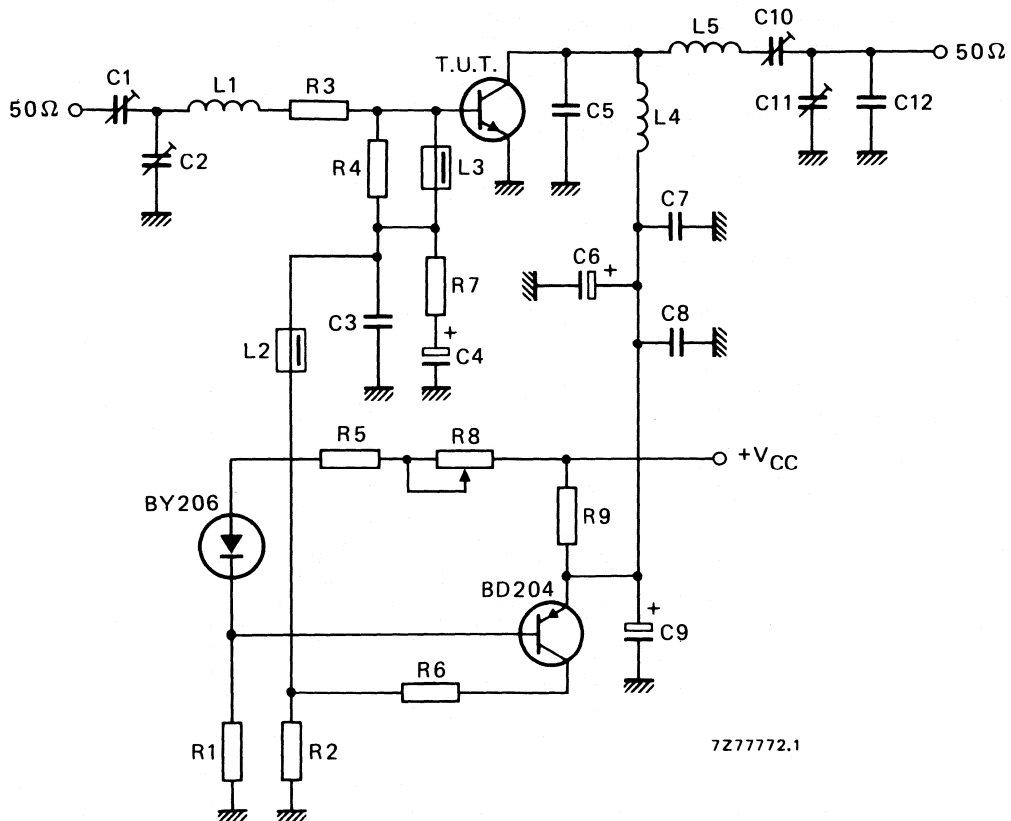 L5
C10
T.U.T.
50Ω
C1
L1
R3
50Ω
C5
L4
C11
C12
C2
R4
L3
C7
C6
+
R7
C8
C3
+
C4
L2
R5
R8
+VCC
BY206
R9
BD204
+
C9
R6
R1
R2
7Z77772.1